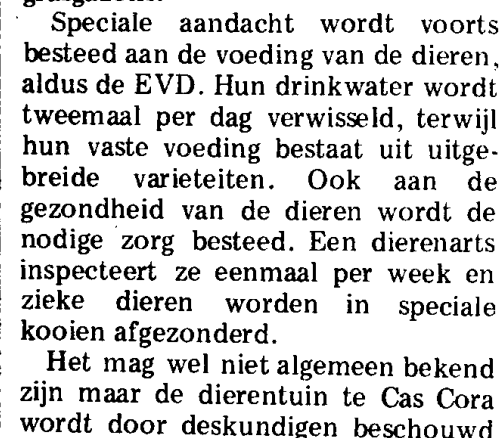 Speciale aandacht wordt voorts
besteed aan de voeding van de dieren,
aldus de EVD. Hun drinkwater wordt
tweemaal per dag verwisseld, terwijl
hun vaste voeding bestaat uit uitge-
breide varieteiten. Ook aan de
gezondheid van de dieren wordt de
nodige zorg besteed. Een dierenarts
inspecteert ze eenmaal per week en
zieke dieren worden in speciale
kooien afgezonderd.
Het mag wel niet algemeen bekend
zijn maar de dierentuin te Cas Cora
wordt door deskundigen beschouwd